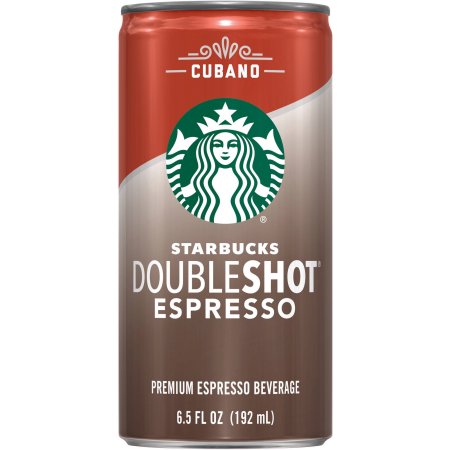 CUBANO
®
STARBUCKS
DOUBLESHOT®
ESPRESSO
PREMIUM ESPRESSO BEVERAGE
6.5 FL OZ (192 mL)